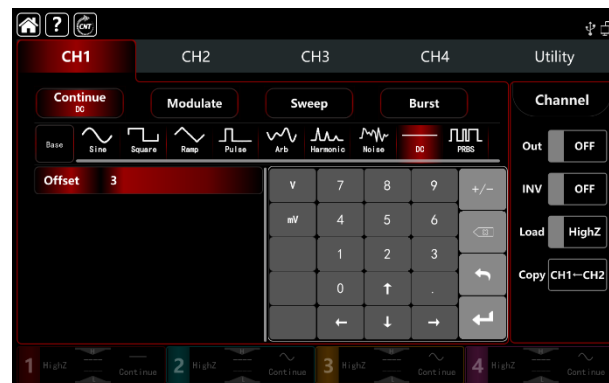 ? CNT
CH1 CH2 CH3 CH4 Utility
Continue Modulate Sweep Burst Channel
DC
Base Sine Square Ramp Pulse Arb Harmonic Noise DC PRBS
Out OFF
Offset 3
V 7 8 9 +/-
INV OFF
mV 4 5 6
Load HighZ
1 2 3
Copy CH1←CH2
0 ↑ .
← ↓ →
1 HighZ Continue 2 HighZ Continue 3 HighZ Continue 4 HighZ Continue